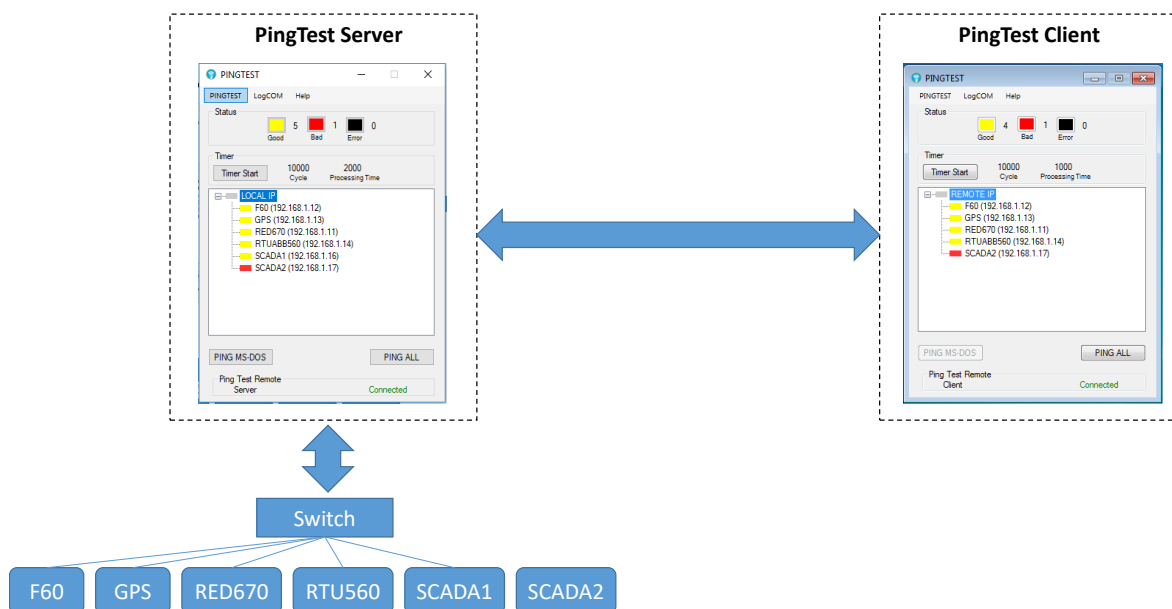 PingTest Server
PINGTEST
PINGTEST LogCOM Help
Status
5 1 0
Good Bad Error
Timer
Timer Start 10000 2000
Cycle Processing Time
LOCAL IP
F60 (192.168.1.12)
GPS (192.168.1.13)
RED670 (192.168.1.11)
RTUABB560 (192.168.1.14)
SCADA1 (192.168.1.16)
SCADA2 (192.168.1.17)
PING MS-DOS PING ALL
Ping Test Remote
Server Connected
PingTest Client
PINGTEST
PINGTEST LogCOM Help
Status
4 1 0
Good Bad Error
Timer
Timer Start 10000 1000
Cycle Processing Time
REMOTE IP
F60 (192.168.1.12)
GPS (192.168.1.13)
RED670 (192.168.1.11)
RTUABB560 (192.168.1.14)
SCADA2 (192.168.1.17)
PING MS-DOS PING ALL
Ping Test Remote
Client Connected
Switch
F60 GPS RED670 RTU560 SCADA1 SCADA2